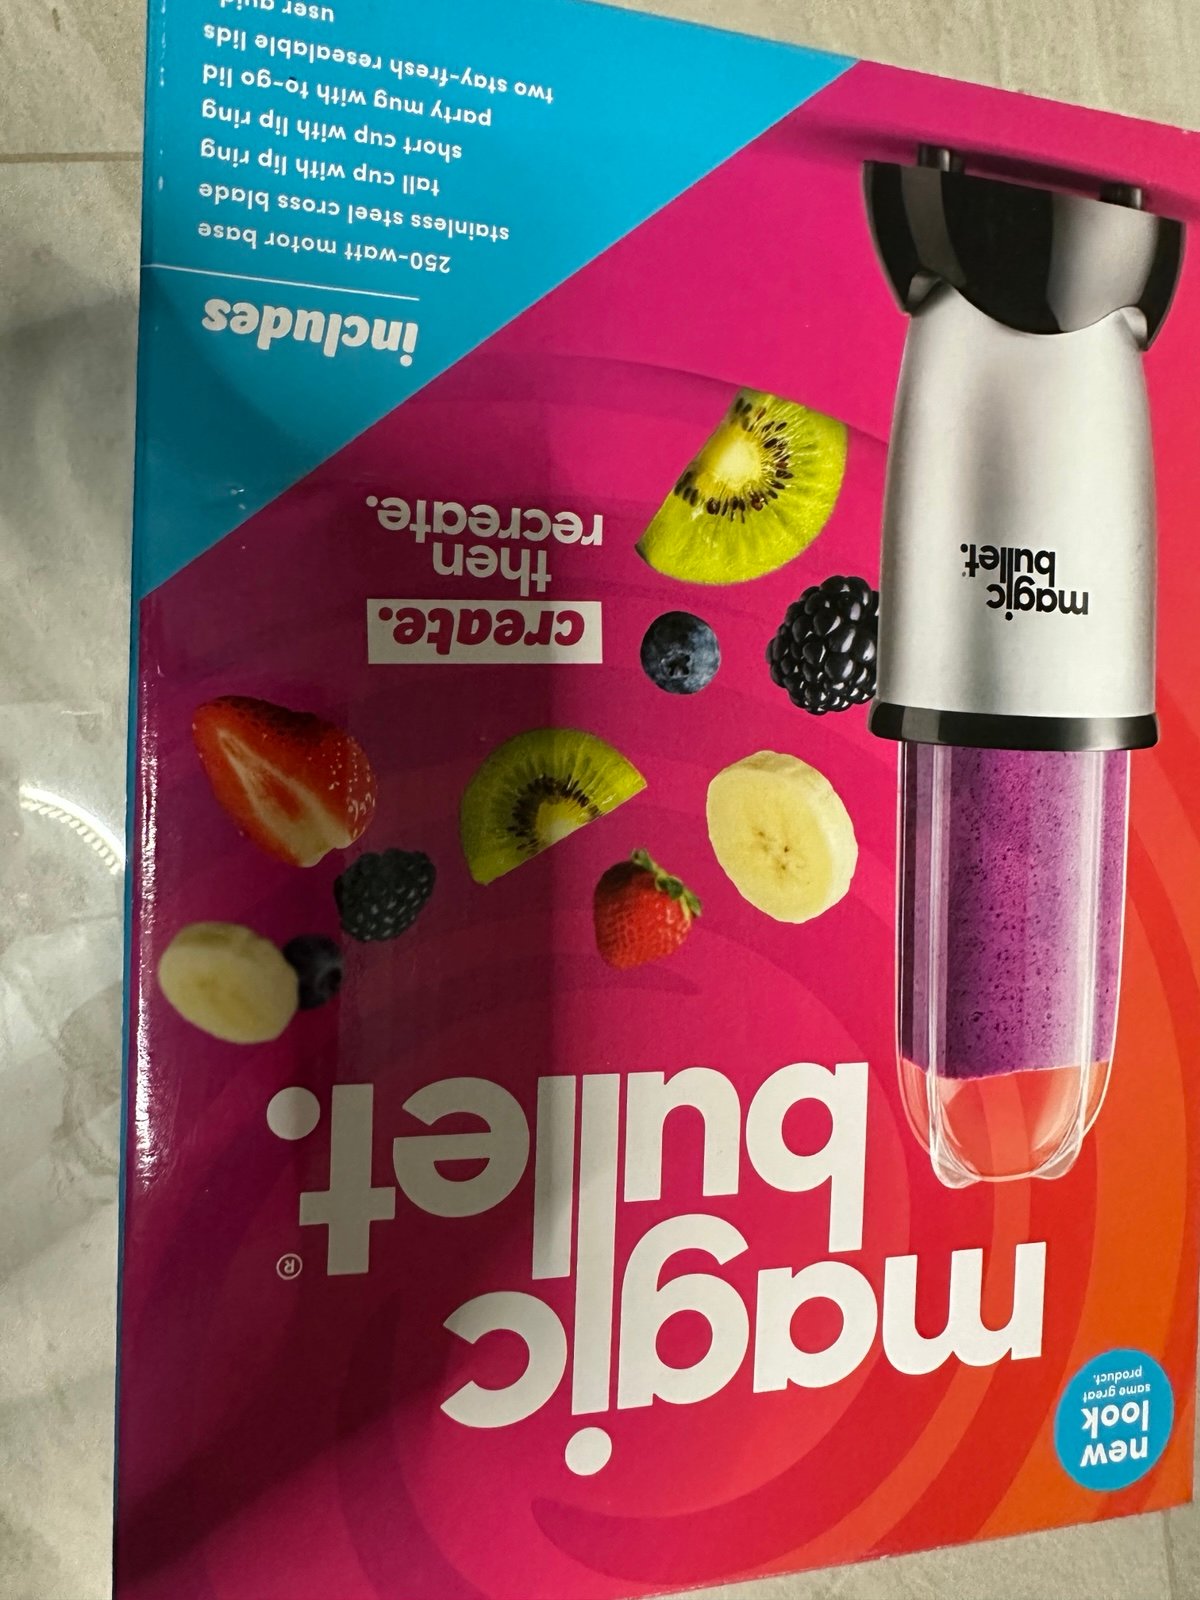 new
look
same great
product.
magic
bullet.
®
create.
then
recreate.
magic
bullet.
includes
250-watt motor base
stainless steel cross blade
tall cup with lip ring
short cup with lip ring
party mug with to-go lid
two stay-fresh resealable lids
user guide